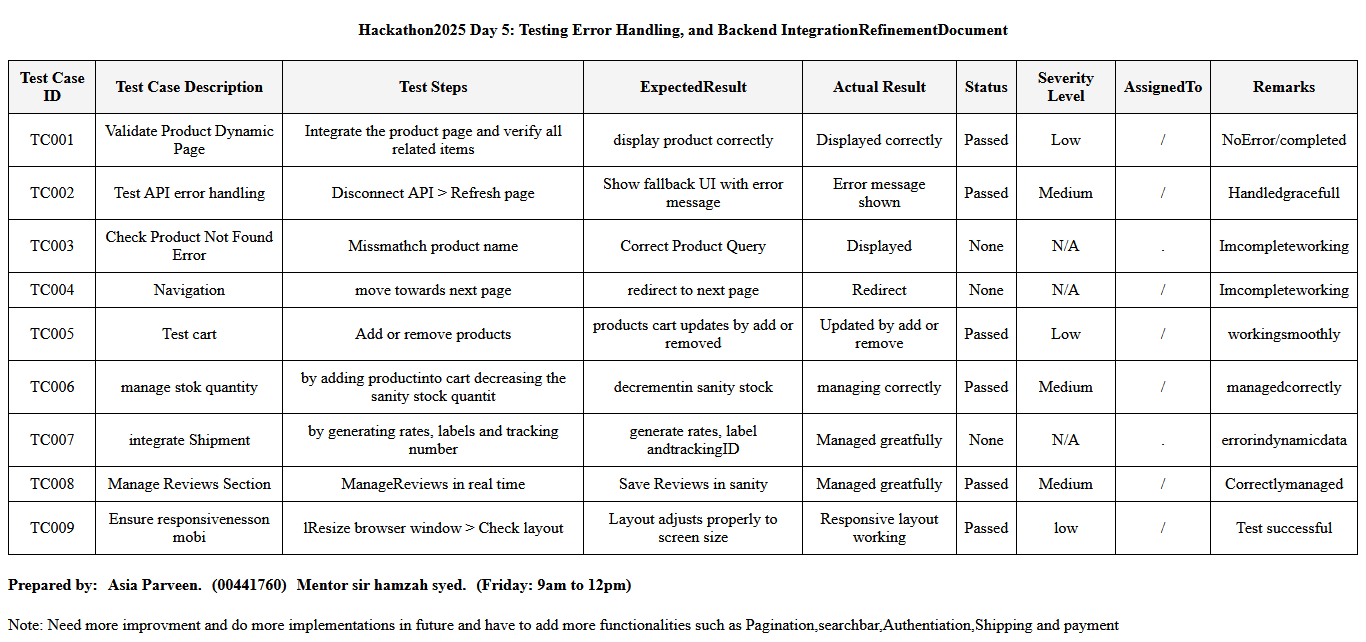 Hackathon2025 Day 5: Testing Error Handling, and Backend IntegrationRefinementDocument
Test Case ID Test Case Description Test Steps ExpectedResult Actual Result Status Severity Level AssignedTo Remarks
TC001 Validate Product Dynamic Page Integrate the product page and verify all related items display product correctly Displayed correctly Passed Low / NoError/completed
TC002 Test API error handling Disconnect API > Refresh page Show fallback UI with error message Error message shown Passed Medium / Handledgracefull
TC003 Check Product Not Found Error Missmathch product name Correct Product Query Displayed None N/A . Imcompleteworking
TC004 Navigation move towards next page redirect to next page Redirect None N/A / Imcompleteworking
TC005 Test cart Add or remove products products cart updates by add or removed Updated by add or remove Passed Low / workingsmoothly
TC006 manage stok quantity by adding productinto cart decreasing the sanity stock quantit decrementin sanity stock managing correctly Passed Medium / managedcorrectly
TC007 integrate Shipment by generating rates, labels and tracking number generate rates, label andtrackingID Managed greatfully None N/A . errorindynamicdata
TC008 Manage Reviews Section ManageReviews in real time Save Reviews in sanity Managed greatfully Passed Medium / Correctlymanaged
TC009 Ensure responsivenesson mobi lResize browser window > Check layout Layout adjusts properly to screen size Responsive layout working Passed low / Test successful
Prepared by: Asia Parveen. (00441760) Mentor sir hamzah syed. (Friday: 9am to 12pm)
Note: Need more improvment and do more implementations in future and have to add more functionalities such as Pagination,searchbar,Authentiation,Shipping and payment